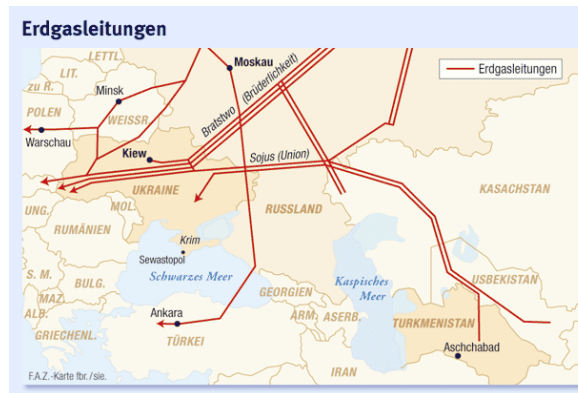 Erdgasleitungen
LETTL.
Moskau
LIT.
Erdgasleitungen
zu R.
Minsk
Bratstwo (Brüderlichkeit)
POLEN
WEISSR.
Warschau
Kiew
Sojus (Union)
UKRAINE
KASACHSTAN
UNG.
MOL.
RUSSLAND
RUMÄNIEN
Krim
Sewastopol
S. M.
BULG.
Schwarzes Meer
Kaspisches
Meer
USBEKISTAN
MAZ.
GEORGIEN
ALB.
Ankara
ARM.
ASERB.
TURKMENISTAN
GRIECHENL.
TÜRKEI
Aschchabad
IRAN
F.A.Z.-Karte fbr./sie.